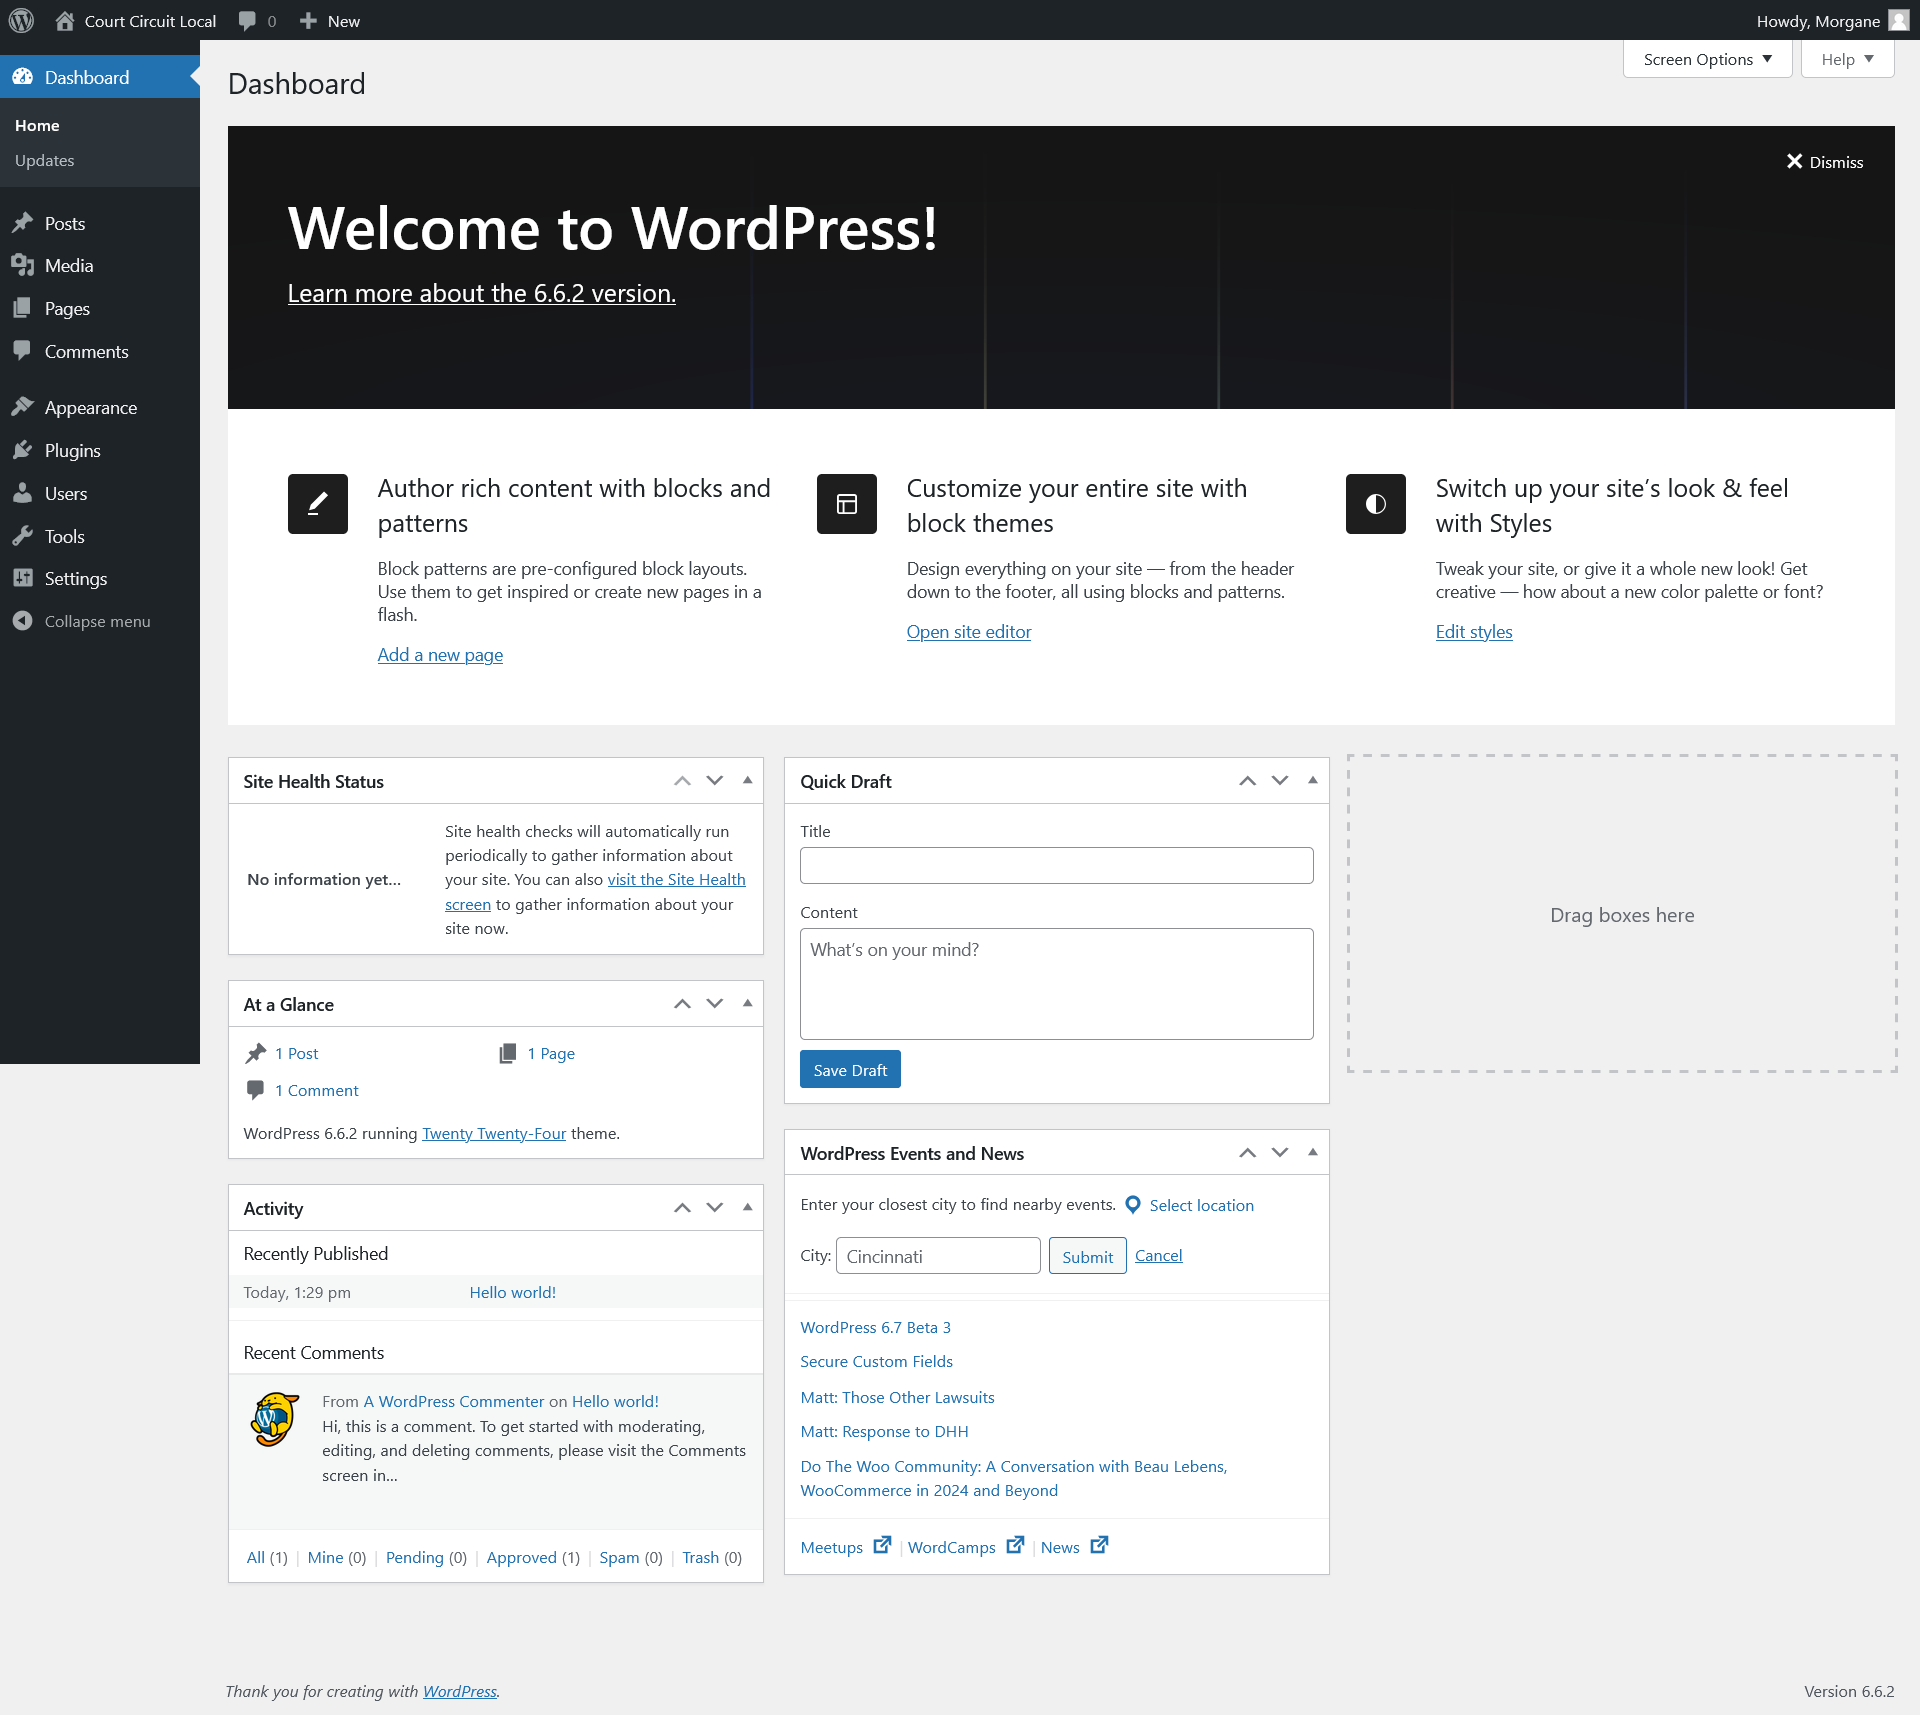 Court Circuit Local 0 New Howdy, Morgane
Dashboard
Home
Updates
Posts
Media
Pages
Comments
Appearance
Plugins
Users
Tools
Settings
Collapse menu
Screen Options ▼ Help ▼
Dashboard
Dismiss
Welcome to WordPress!
Learn more about the 6.6.2 version.
Author rich content with blocks and
patterns
Block patterns are pre-configured block layouts.
Use them to get inspired or create new pages in a
flash.
Add a new page
Customize your entire site with
block themes
Design everything on your site — from the header
down to the footer, all using blocks and patterns.
Open site editor
Switch up your site’s look & feel
with Styles
Tweak your site, or give it a whole new look! Get
creative — how about a new color palette or font?
Edit styles
Site Health Status
No information yet…
Site health checks will automatically run
periodically to gather information about
your site. You can also visit the Site Health
screen to gather information about your
site now.
At a Glance
1 Post 1 Page
1 Comment
WordPress 6.6.2 running Twenty Twenty-Four theme.
Activity
Recently Published
Today, 1:29 pm Hello world!
Recent Comments
From A WordPress Commenter on Hello world!
Hi, this is a comment. To get started with moderating,
editing, and deleting comments, please visit the Comments
screen in…
All (1) | Mine (0) | Pending (0) | Approved (1) | Spam (0) | Trash (0)
Quick Draft
Title
Content
What’s on your mind?
Save Draft
WordPress Events and News
Enter your closest city to find nearby events. Select location
City: Cincinnati Submit Cancel
WordPress 6.7 Beta 3
Secure Custom Fields
Matt: Those Other Lawsuits
Matt: Response to DHH
Do The Woo Community: A Conversation with Beau Lebens,
WooCommerce in 2024 and Beyond
Meetups | WordCamps | News
Drag boxes here
Thank you for creating with WordPress.
Version 6.6.2